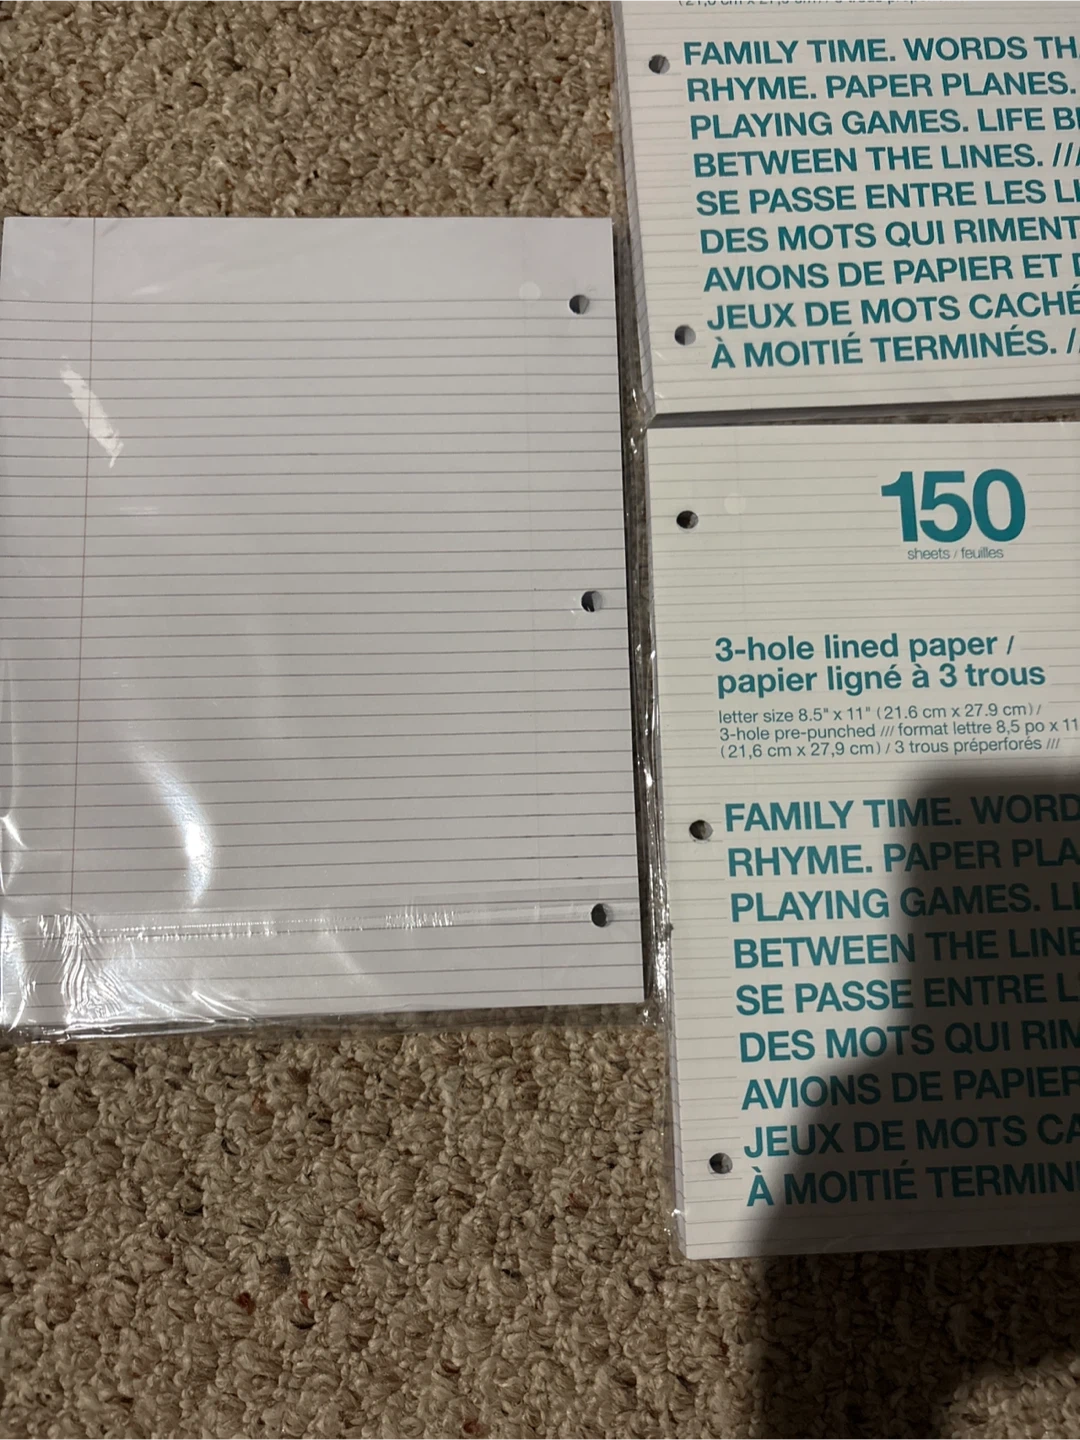 FAMILY TIME. WORDS TH
RHYME. PAPER PLANES.
PLAYING GAMES. LIFE
BETWEEN THE LINES. ///
SE PASSE ENTRE LES
DES MOTS QUI RIMENT
AVIONS DE PAPIER ET
JEUX DE MOTS CACHÉ
À MOITIÉ TERMINÉS. //
150
sheets / feuilles
3-hole lined paper /
papier ligné à 3 trous
letter size 8.5" x 11" (21.6 cm x 27.9 cm) /
3-hole pre-punched /// format lettre 8,5 po x 11
(21,6 cm x 27,9 cm) / 3 trous préperforés ///
FAMILY TIME. WORD
RHYME. PAPER PLA
PLAYING GAMES. LI
BETWEEN THE LINE
SE PASSE ENTRE L
DES MOTS QUI RIM
AVIONS DE PAPIER
JEUX DE MOTS CA
À MOITIÉ TERMIN